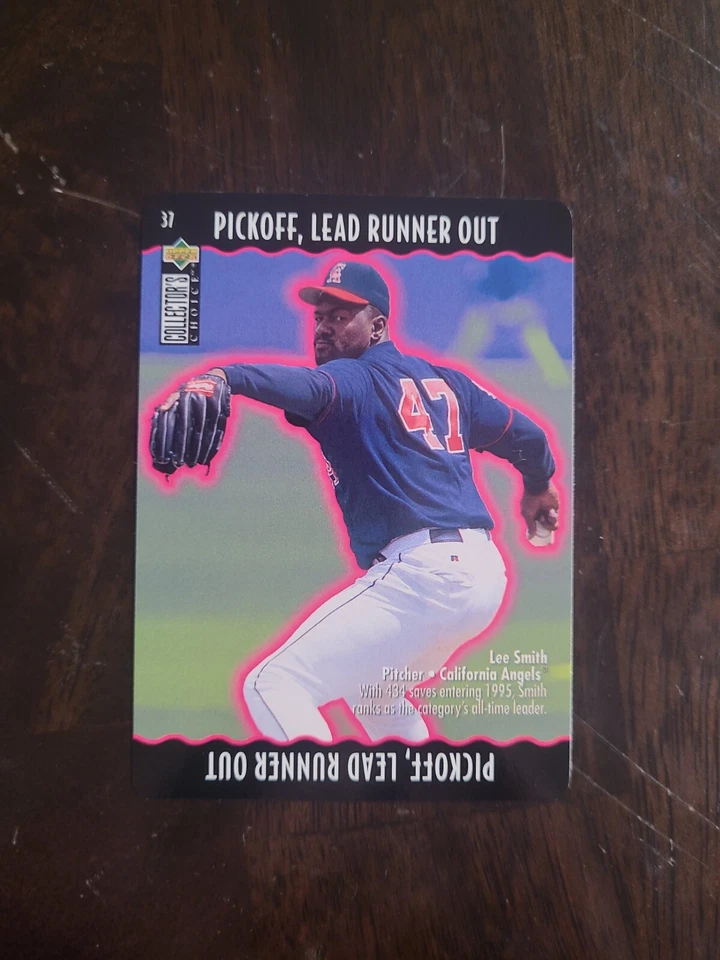 37
PICKOFF, LEAD RUNNER OUT
COLLECTOR'S
CHOICE
47
Lee Smith
Pitcher • California Angels
With 434 saves entering 1995, Smith
ranks as the category's all-time leader.
PICKOFF, LEAD RUNNER OUT